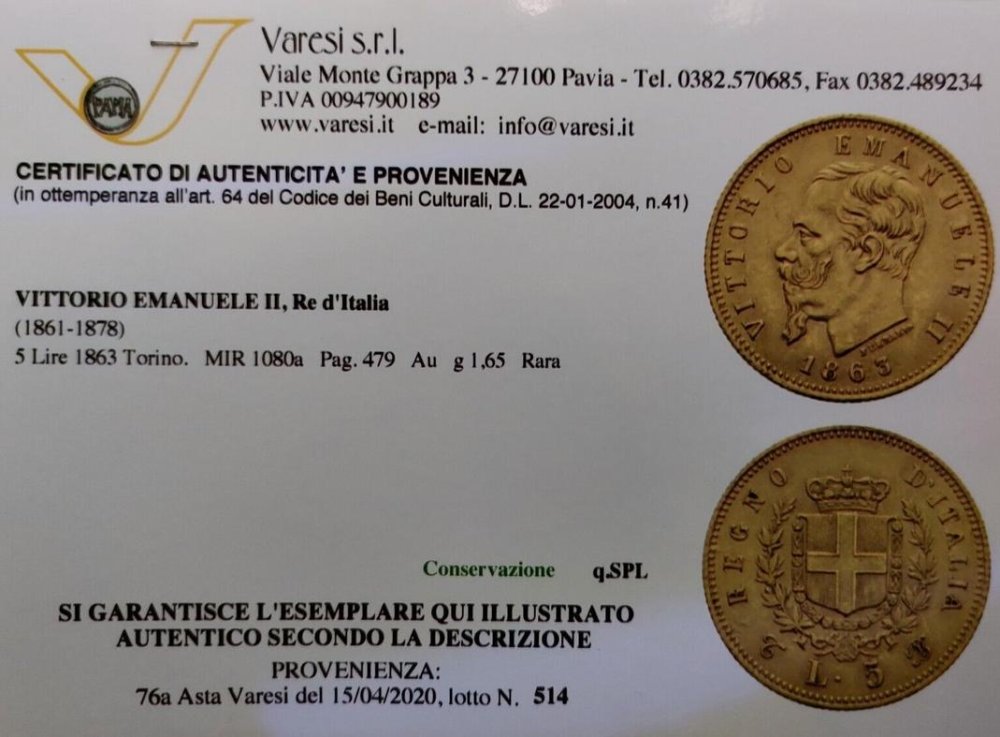 Varesi s.r.l.
Viale Monte Grappa 3 - 27100 Pavia - Tel. 0382.570685, Fax 0382.489234
P.IVA 00947900189
www.varesi.it e-mail: info@varesi.it
PAVIA
CERTIFICATO DI AUTENTICITA' E PROVENIENZA
(in ottemperanza all'art. 64 del Codice dei Beni Culturali, D.L. 22-01-2004, n.41)
VITTORIO EMANUELE II
1863
VITTORIO EMANUELE II, Re d'Italia
(1861-1878)
5 Lire 1863 Torino. MIR 1080a Pag. 479 Au g 1,65 Rara
REGNO D'ITALIA
L. 5
Conservazione q.SPL
SI GARANTISCE L'ESEMPLARE QUI ILLUSTRATO
AUTENTICO SECONDO LA DESCRIZIONE
PROVENIENZA:
76a Asta Varesi del 15/04/2020, lotto N. 514